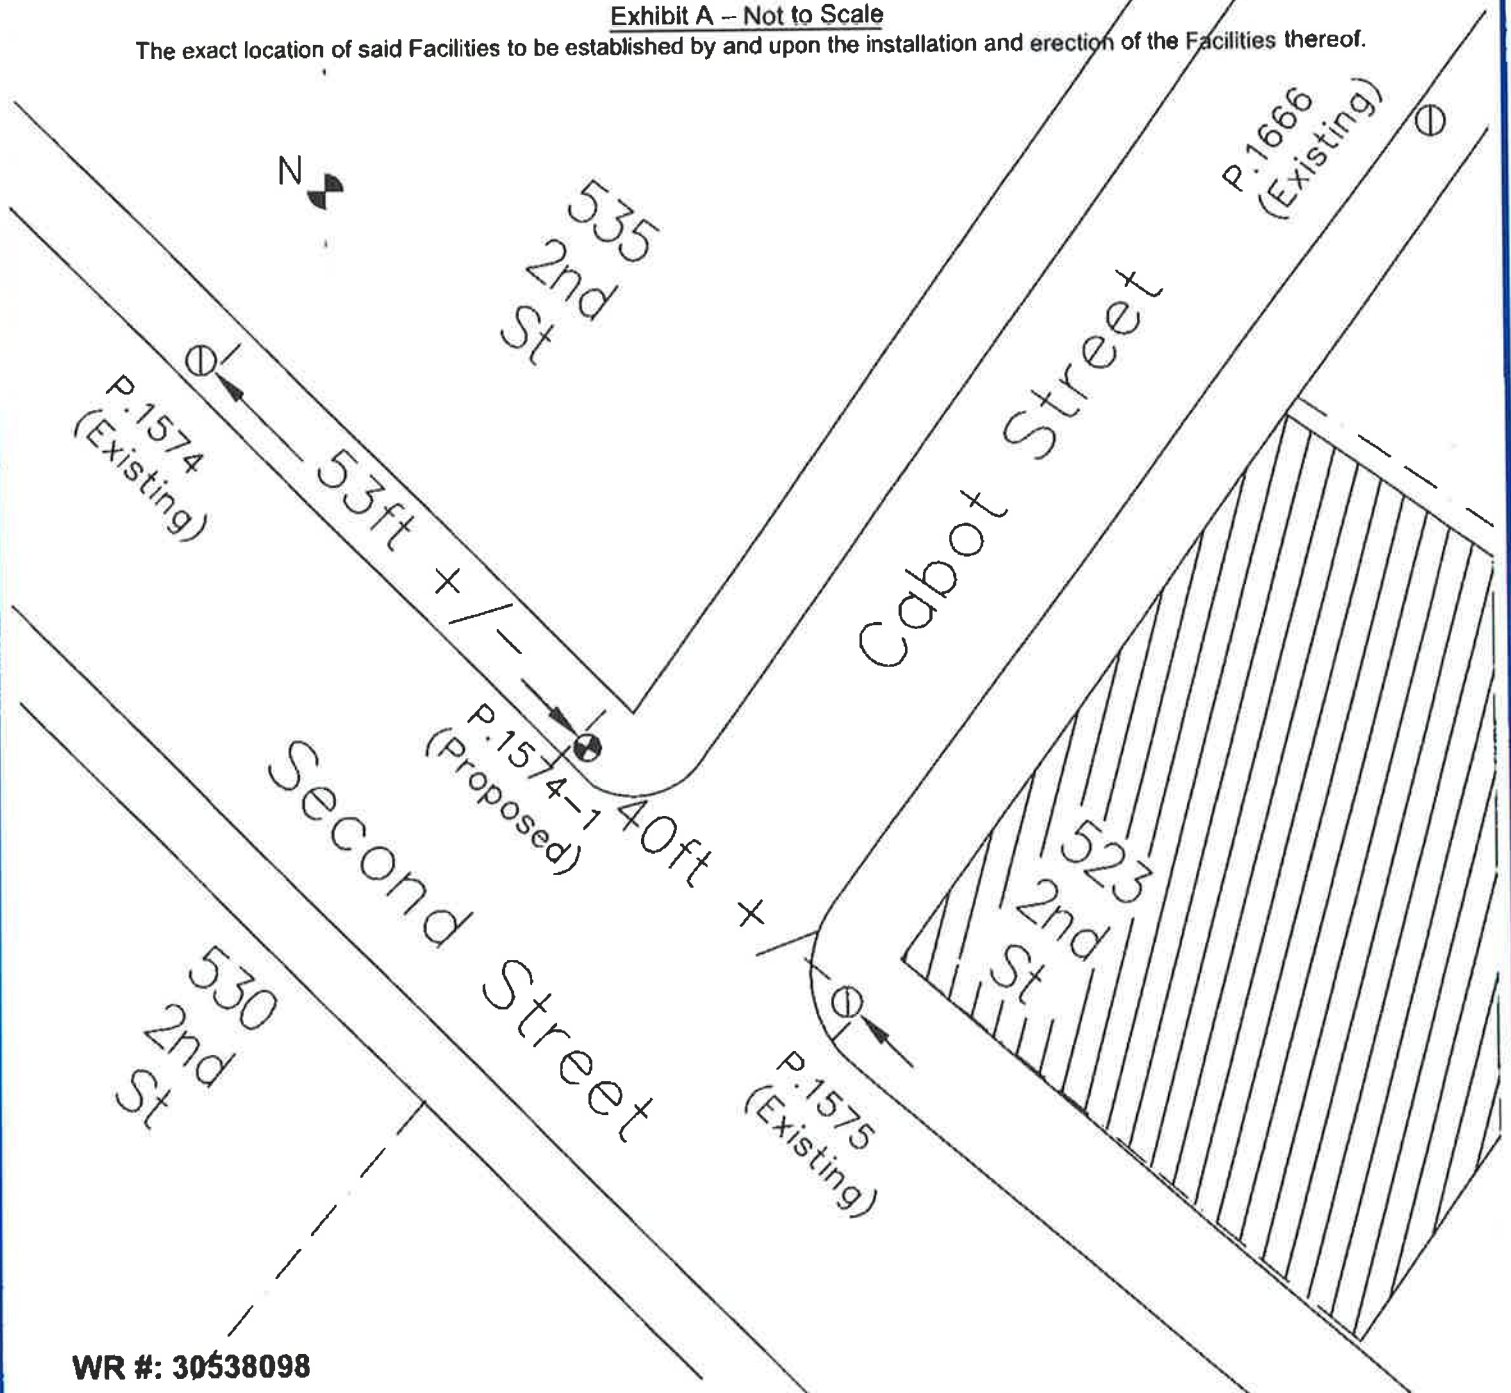 Exhibit A – Not to Scale
The exact location of said Facilities to be established by and upon the installation and erection of the Facilities thereof.
N
535
2nd
St
P.1666
(Existing)
P.1574
(Existing)
53ft +/-
Cabot Street
P.1574-1
(Proposed)
40ft +/-
Second Street
523
2nd
St
530
2nd
St
P.1575
(Existing)
WR #: 30538098